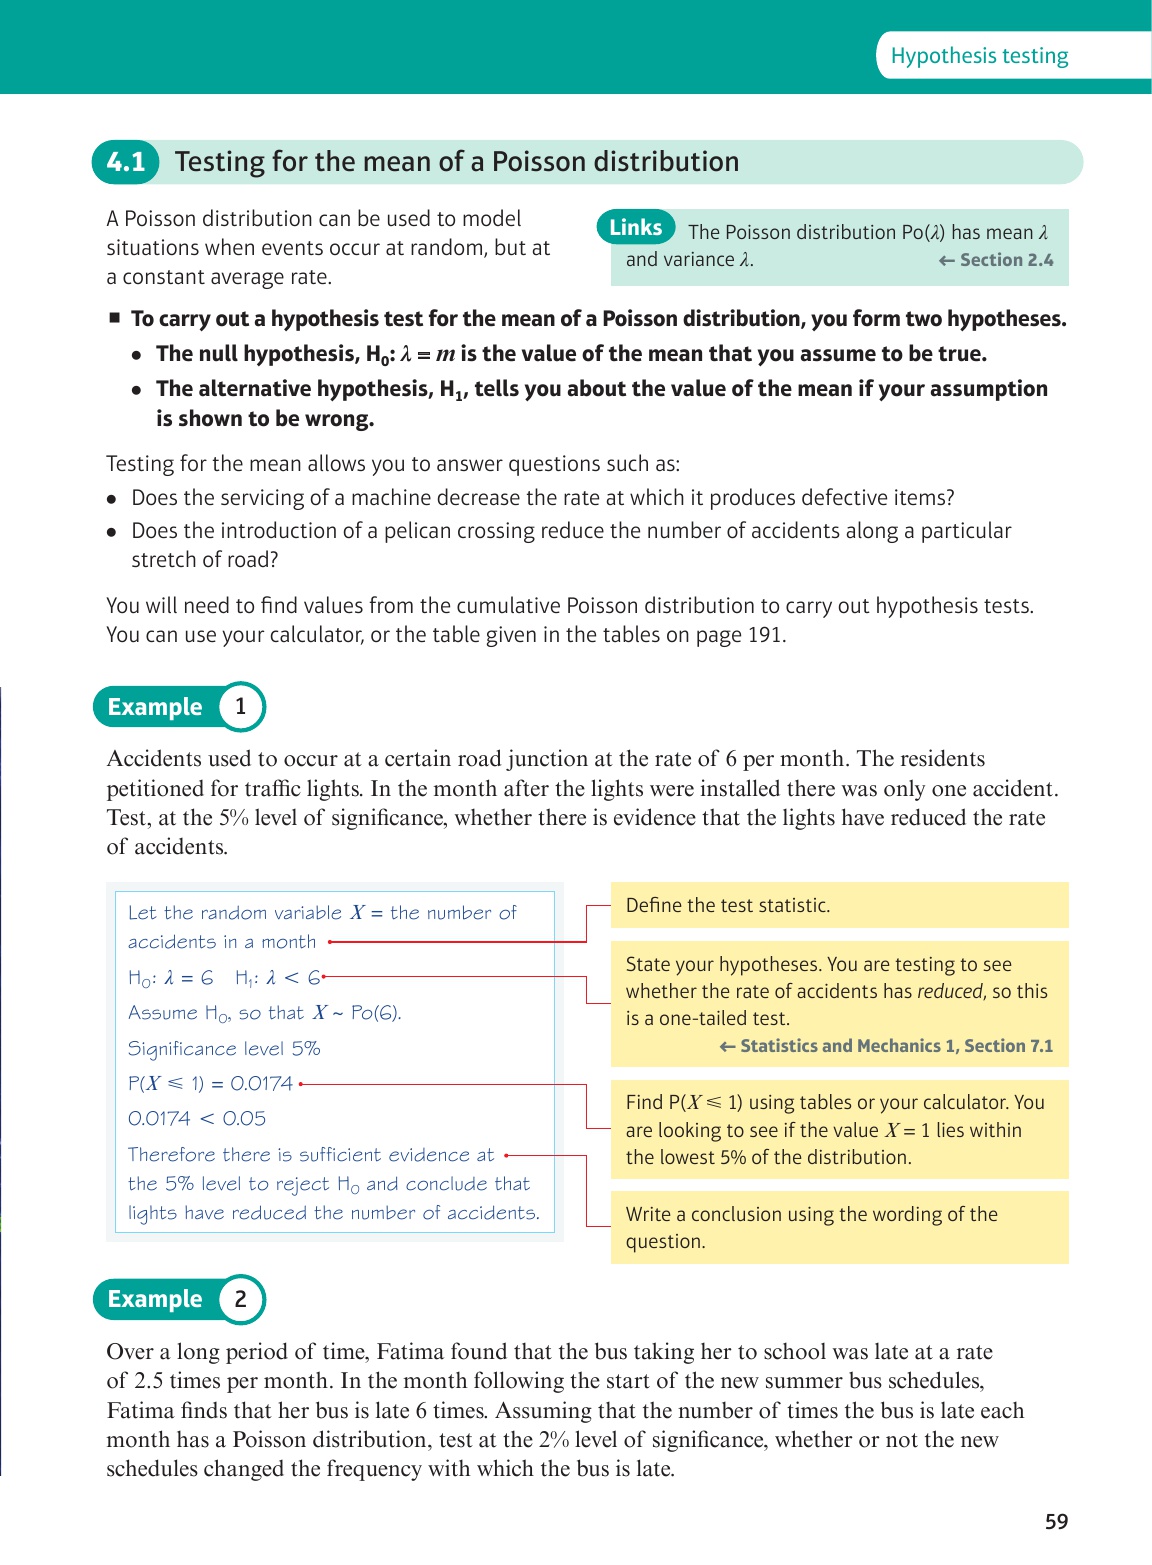 Hypothesis testing
4.1 Testing for the mean of a Poisson distribution
A Poisson distribution can be used to model
situations when events occur at random, but at
a constant average rate.
Links The Poisson distribution Po(λ) has mean λ
and variance λ. ← Section 2.4
■ To carry out a hypothesis test for the mean of a Poisson distribution, you form two hypotheses.
• The null hypothesis, H₀: λ = m is the value of the mean that you assume to be true.
• The alternative hypothesis, H₁, tells you about the value of the mean if your assumption
is shown to be wrong.
Testing for the mean allows you to answer questions such as:
• Does the servicing of a machine decrease the rate at which it produces defective items?
• Does the introduction of a pelican crossing reduce the number of accidents along a particular
stretch of road?
You will need to find values from the cumulative Poisson distribution to carry out hypothesis tests.
You can use your calculator, or the table given in the tables on page 191.
Example 1
Accidents used to occur at a certain road junction at the rate of 6 per month. The residents
petitioned for traffic lights. In the month after the lights were installed there was only one accident.
Test, at the 5% level of significance, whether there is evidence that the lights have reduced the rate
of accidents.
Let the random variable X = the number of
accidents in a month
H₀: λ = 6 H₁: λ < 6
Assume H₀, so that X ~ Po(6).
Significance level 5%
P(X ⩽ 1) = 0.0174
0.0174 < 0.05
Therefore there is sufficient evidence at
the 5% level to reject H₀ and conclude that
lights have reduced the number of accidents.
Define the test statistic.
State your hypotheses. You are testing to see
whether the rate of accidents has reduced, so this
is a one-tailed test.
← Statistics and Mechanics 1, Section 7.1
Find P(X ⩽ 1) using tables or your calculator. You
are looking to see if the value X = 1 lies within
the lowest 5% of the distribution.
Write a conclusion using the wording of the
question.
Example 2
Over a long period of time, Fatima found that the bus taking her to school was late at a rate
of 2.5 times per month. In the month following the start of the new summer bus schedules,
Fatima finds that her bus is late 6 times. Assuming that the number of times the bus is late each
month has a Poisson distribution, test at the 2% level of significance, whether or not the new
schedules changed the frequency with which the bus is late.
59